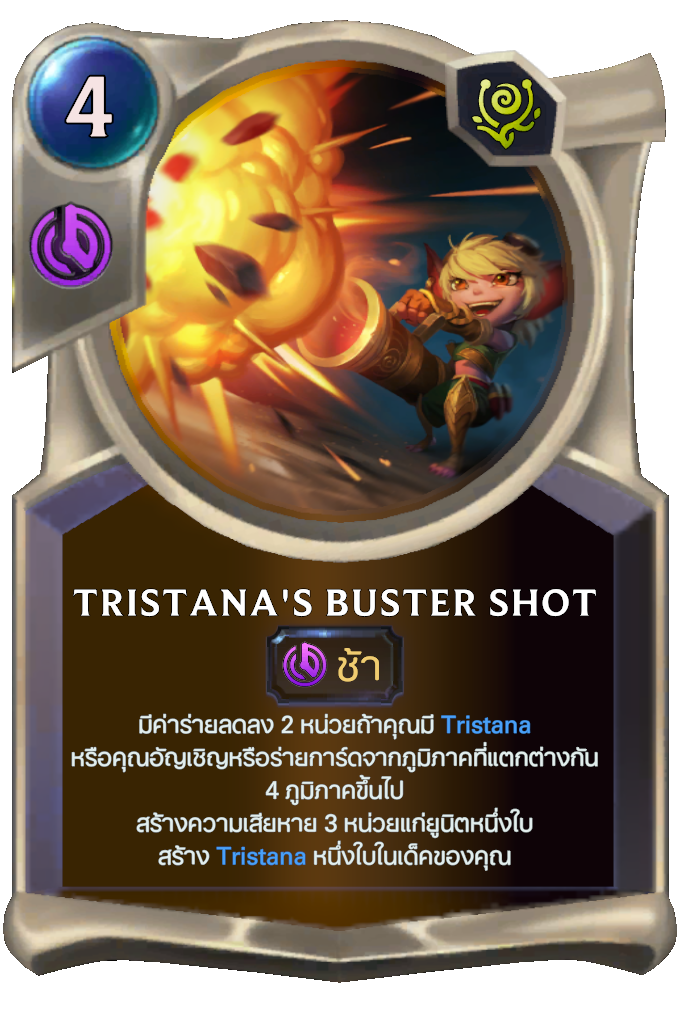 4
TRISTANA'S BUSTER SHOT
ช้า
มีค่าร่ายลดลง 2 หน่วยถ้าคุณมี Tristana
หรือคุณอัญเชิญหรือร่ายการ์ดจากภูมิภาคที่แตกต่างกัน
4 ภูมิภาคขึ้นไป
สร้างความเสียหาย 3 หน่วยแก่ยูนิตหนึ่งใบ
สร้าง Tristana หนึ่งใบในเด็คของคุณ